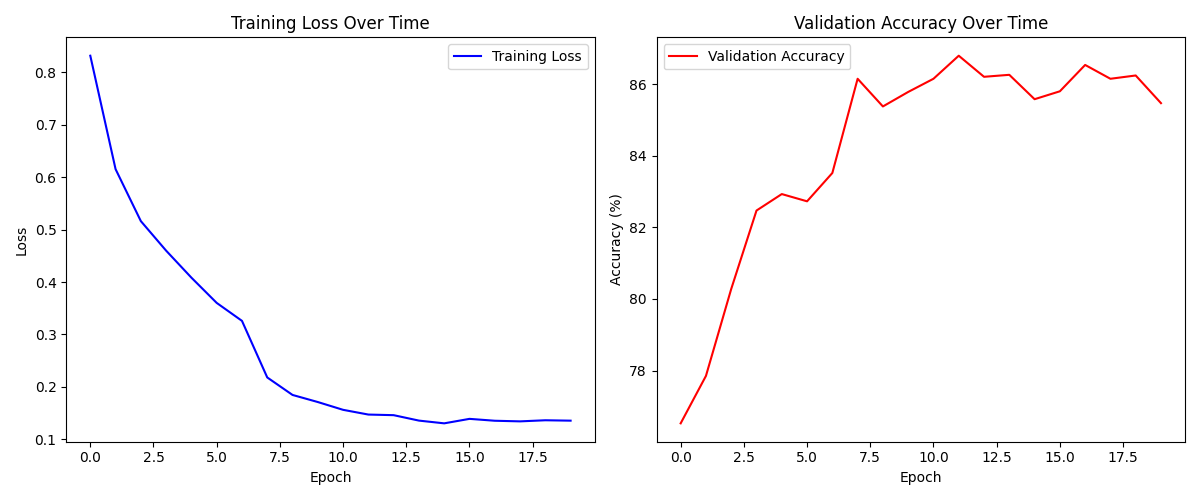 Training Loss Over Time
Training Loss
0.8
0.7
0.6
0.5
0.4
0.3
0.2
0.1
Loss
0.0 2.5 5.0 7.5 10.0 12.5 15.0 17.5
Epoch
Validation Accuracy Over Time
Validation Accuracy
86
84
82
80
78
Accuracy (%)
0.0 2.5 5.0 7.5 10.0 12.5 15.0 17.5
Epoch